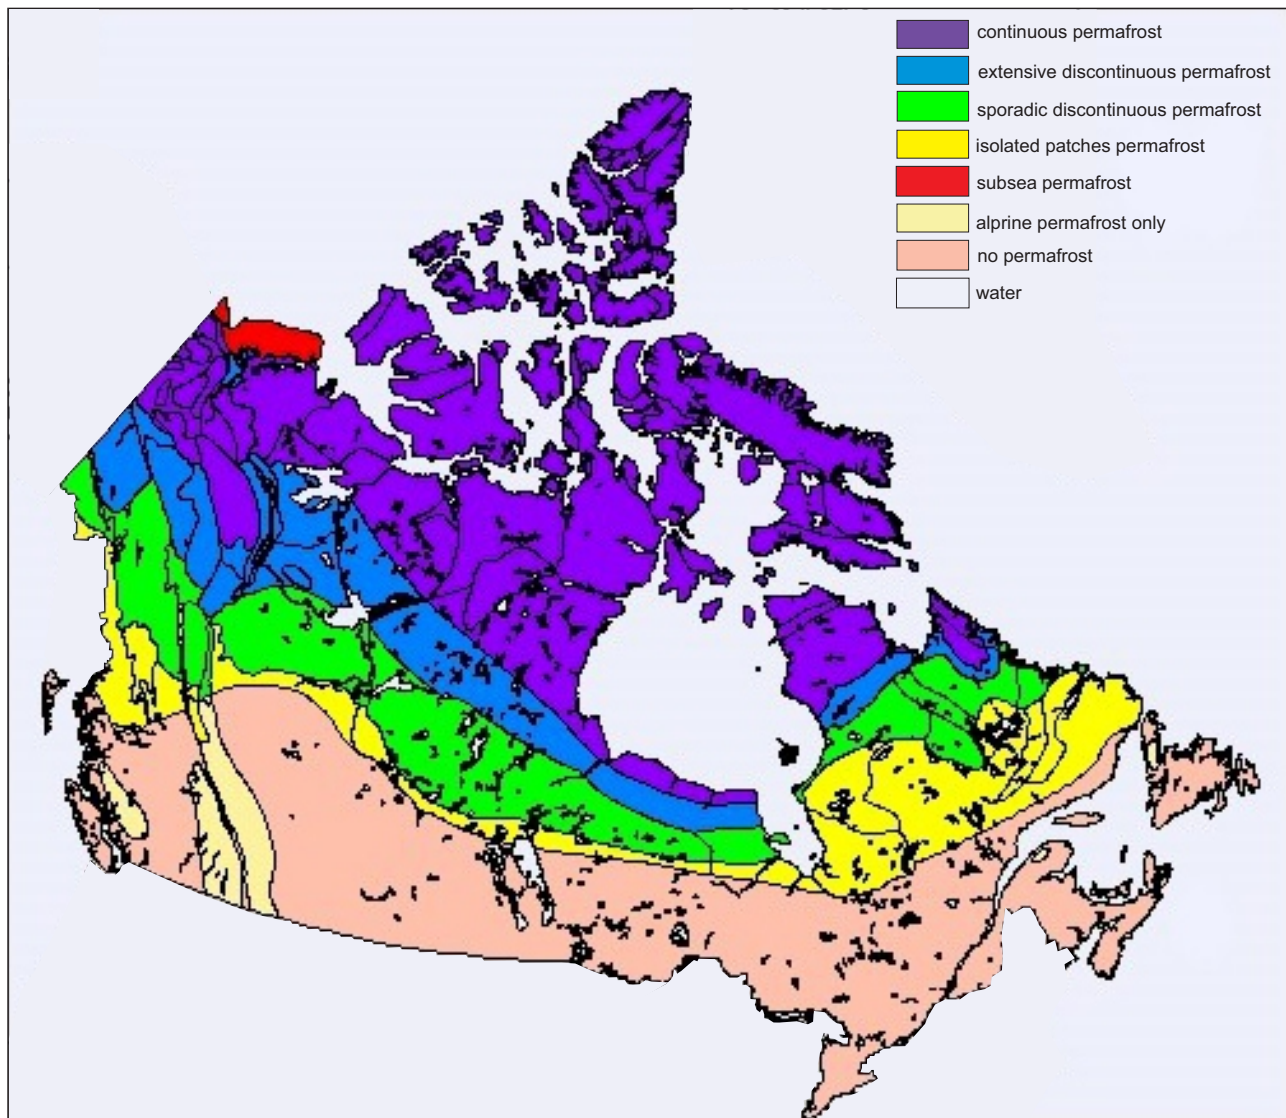 continuous permafrost
extensive discontinuous permafrost
sporadic discontinuous permafrost
isolated patches permafrost
subsea permafrost
alprine permafrost only
no permafrost
water